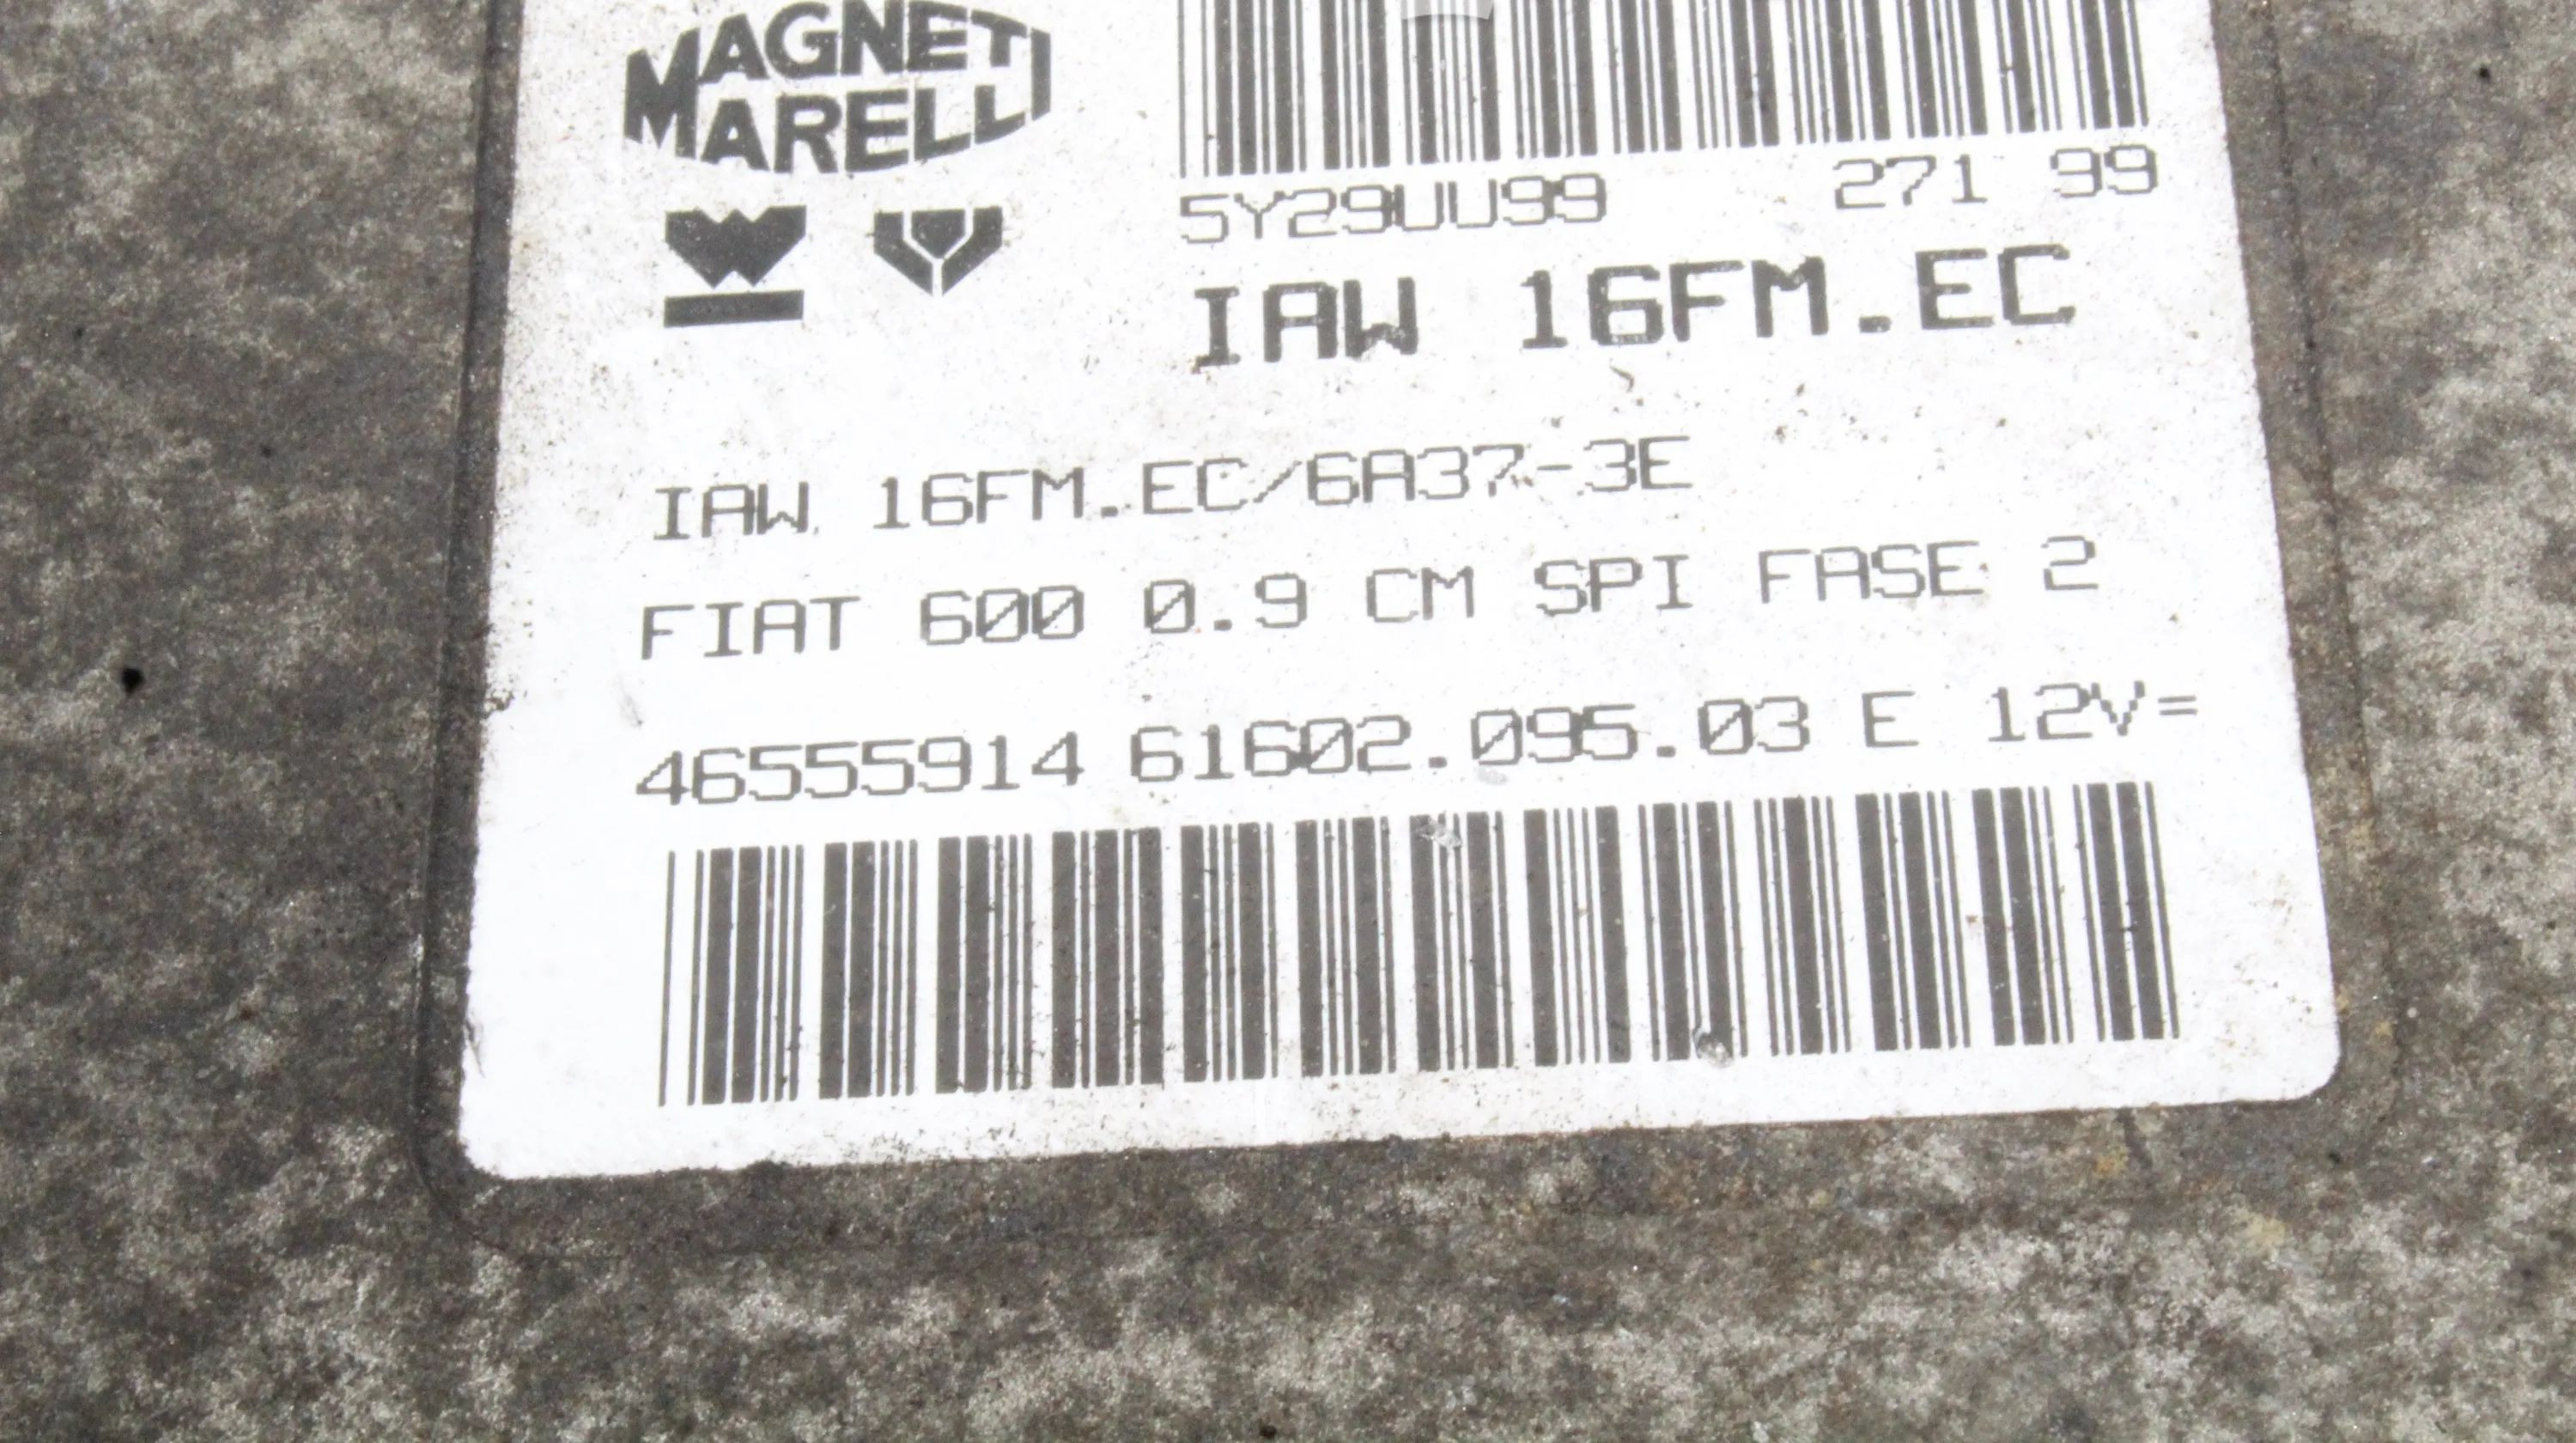 MAGNETI
MARELLI
5Y29UU99 271 99
IAW 16FM.EC
IAW 16FM.EC/6A37-3E
FIAT 600 0.9 CM SPI FASE 2
46555914 61602.095.03 E 12V=